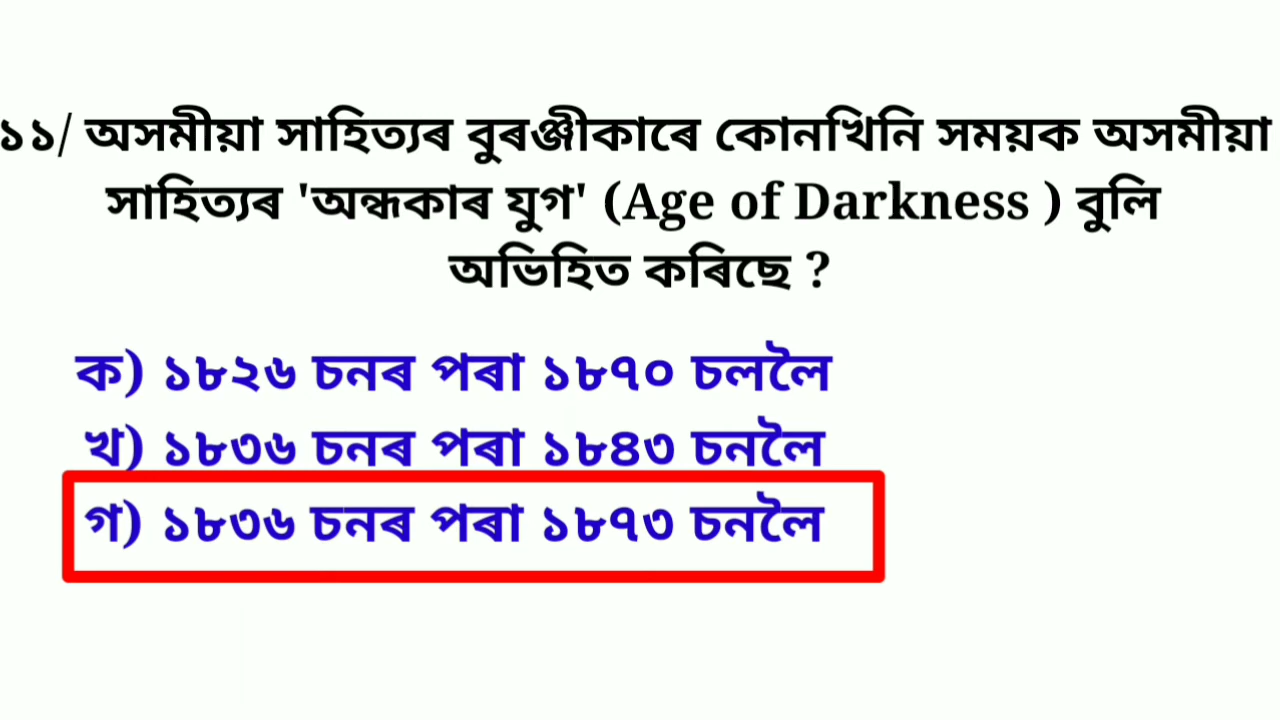 ১১/ অসমীয়া সাহিত্যৰ বুৰঞ্জীকাৰে কোনখিনি সময়ক অসমীয়া
সাহিত্যৰ 'অন্ধকাৰ যুগ' (Age of Darkness ) বুলি
অভিহিত কৰিছে ?
ক) ১৮২৬ চনৰ পৰা ১৮৭০ চললৈ
খ) ১৮৩৬ চনৰ পৰা ১৮৪৩ চনলৈ
গ) ১৮৩৬ চনৰ পৰা ১৮৭৩ চনলৈ